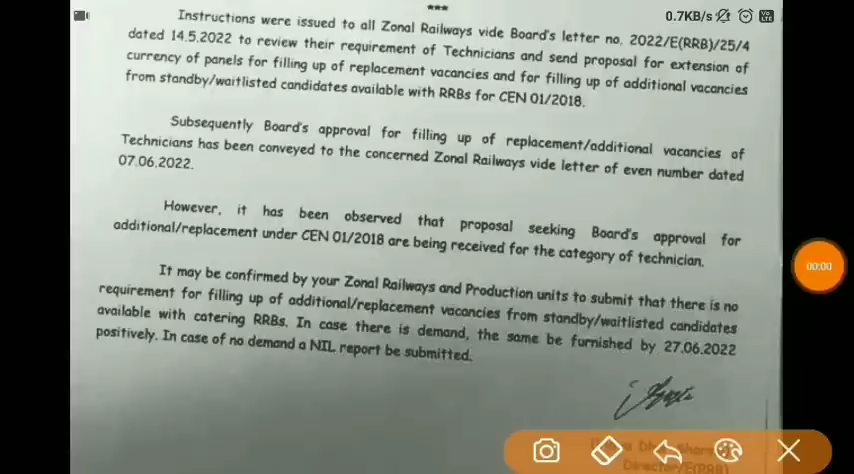 ***
0.7KB/s
Vo LTE
Instructions were issued to all Zonal Railways vide Board's letter no. 2022/E(RRB)/25/4
dated 14.5.2022 to review their requirement of Technicians and send proposal for extension of
currency of panels for filling up of replacement vacancies and for filling up of additional vacancies
from standby/waitlisted candidates available with RRBs for CEN 01/2018.
Subsequently Board's approval for filling up of replacement/additional vacancies of
Technicians has been conveyed to the concerned Zonal Railways vide letter of even number dated
07.06.2022.
However, it has been observed that proposal seeking Board's approval for
additional/replacement under CEN 01/2018 are being received for the category of technician.
00:00
It may be confirmed by your Zonal Railways and Production units to submit that there is no
requirement for filling up of additional/replacement vacancies from standby/waitlisted candidates
available with catering RRBs. In case there is demand, the same be furnished by 27.06.2022
positively. In case of no demand a NIL report be submitted.
Director/E(RRB)